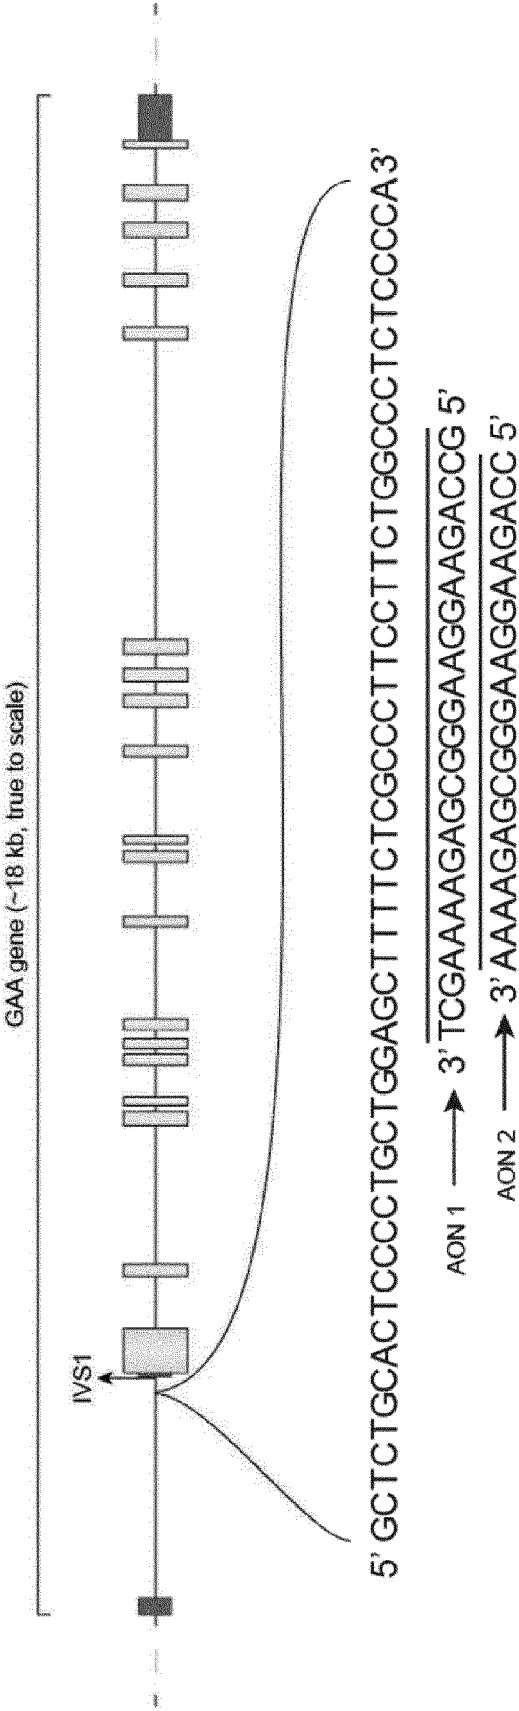 GAA gene (~18 kb, true to scale)
IVS1
5' GCTCTGCACTCCCCTGCTGGAGCTTTTCTCGCCCTTCCTTCTGGCCCTCTCCCCA 3'
AON 1 → 3' TCGAAAAGAGCGGGAAGGAAGACCG 5'
AON 2 → 3' AAAAGAGCGGGAAGGAAGACC 5'